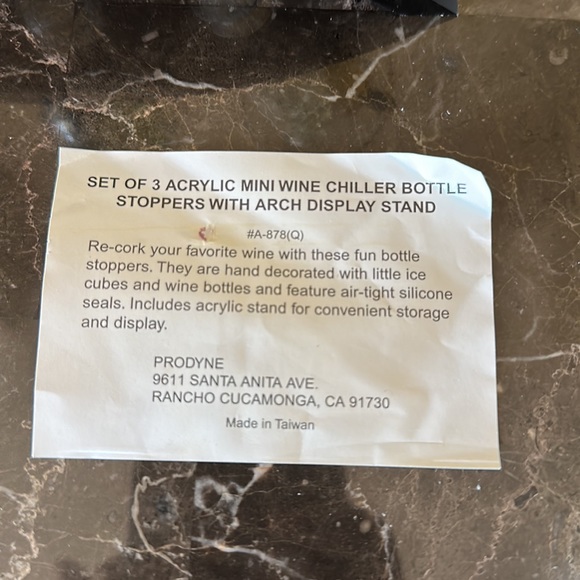 SET OF 3 ACRYLIC MINI WINE CHILLER BOTTLE
STOPPERS WITH ARCH DISPLAY STAND
#A-878(Q)
Re-cork your favorite wine with these fun bottle
stoppers. They are hand decorated with little ice
cubes and wine bottles and feature air-tight silicone
seals. Includes acrylic stand for convenient storage
and display.
PRODYNE
9611 SANTA ANITA AVE.
RANCHO CUCAMONGA, CA 91730
Made in Taiwan